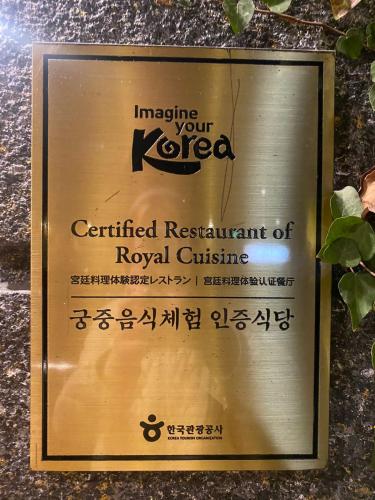 Imagine
your
Korea
Certified Restaurant of
Royal Cuisine
宮廷料理体験認定レストラン | 宫廷料理体验认证餐厅
궁중음식체험 인증식당
한국관광공사
KOREA TOURISM ORGANIZATION